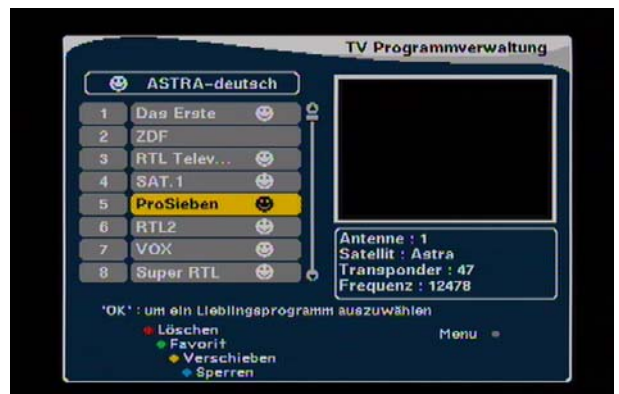 TV Programmverwaltung
ASTRA-deutsch
1 Das Erste
2 ZDF
3 RTL Telev...
4 SAT.1
5 ProSieben
6 RTL2
7 VOX
8 Super RTL
Antenne : 1
Satellit : Astra
Transponder : 47
Frequenz : 12478
'OK' : um ein Lieblingsprogramm auszuwählen
Löschen
Favorit
Verschieben
Sperren
Menu